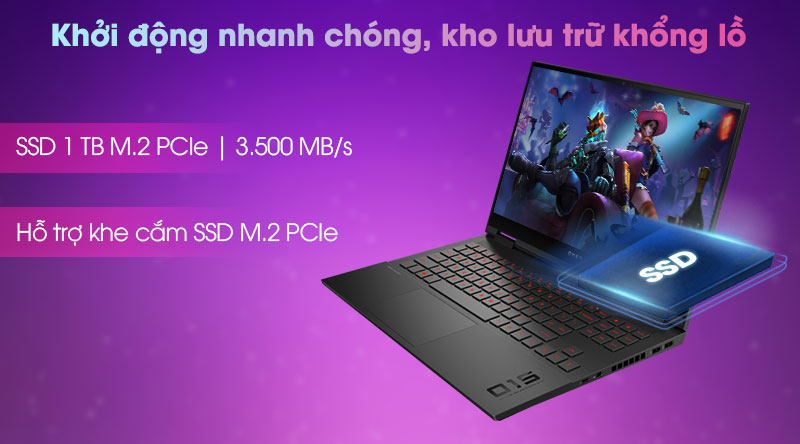 Khởi động nhanh chóng, kho lưu trữ khổng lồ
SSD 1 TB M.2 PCIe | 3.500 MB/s
Hỗ trợ khe cắm SSD M.2 PCIe
SSD
015